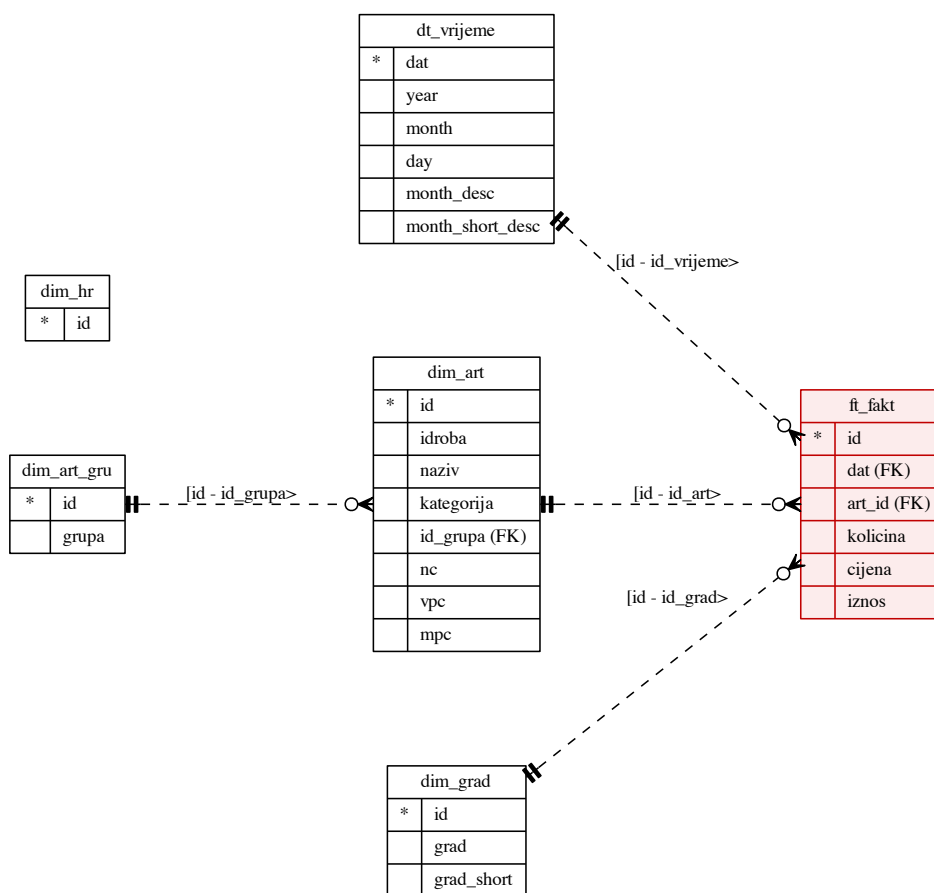 dt_vrijeme
* dat
year
month
day
month_desc
month_short_desc
[id - id_vrijeme>
dim_hr
* id
dim_art_gru
* id
grupa
[id - id_grupa>
dim_art
* id
idroba
naziv
kategorija
id_grupa (FK)
nc
vpc
mpc
[id - id_art>
ft_fakt
* id
dat (FK)
art_id (FK)
kolicina
cijena
iznos
[id - id_grad>
dim_grad
* id
grad
grad_short